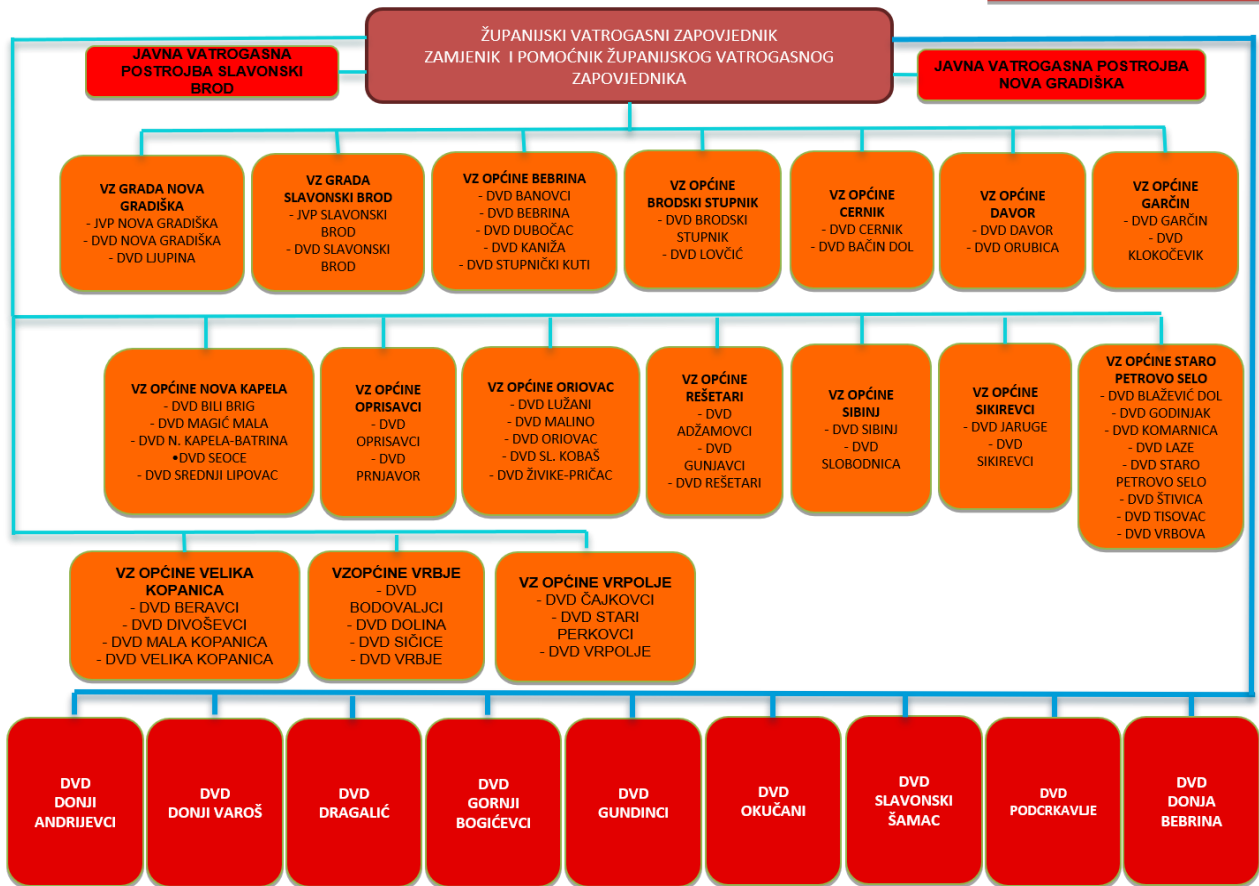 ŽUPANIJSKI VATROGASNI ZAPOVJEDNIK
ZAMJENIK I POMOĆNIK ŽUPANIJSKOG VATROGASNOG
ZAPOVJEDNIKA
JAVNA VATROGASNA
POSTROJBA SLAVONSKI
BROD
JAVNA VATROGASNA POSTROJBA
NOVA GRADIŠKA
VZ GRADA NOVA
GRADIŠKA
- JVP NOVA GRADIŠKA
- DVD NOVA GRADIŠKA
- DVD LJUPINA
VZ GRADA
SLAVONSKI BROD
- JVP SLAVONSKI
BROD
- DVD SLAVONSKI
BROD
VZ OPĆINE BEBRINA
- DVD BANOVCI
- DVD BEBRINA
- DVD DUBOČAC
- DVD KANIŽA
- DVD STUPNIČKI KUTI
VZ OPĆINE
BRODSKI STUPNIK
- DVD BRODSKI
STUPNIK
- DVD LOVČIĆ
VZ OPĆINE
CERNIK
- DVD CERNIK
- DVD BAČIN DOL
VZ OPĆINE
DAVOR
- DVD DAVOR
- DVD ORUBICA
VZ OPĆINE
GARČIN
- DVD GARČIN
- DVD
KLOKOČEVIK
VZ OPĆINE NOVA KAPELA
- DVD BILI BRIG
- DVD MAGIĆ MALA
- DVD N. KAPELA-BATRINA
•DVD SEOCE
- DVD SREDNJI LIPOVAC
VZ OPĆINE
OPRISAVCI
- DVD
OPRISAVCI
- DVD
PRNJAVOR
VZ OPĆINE ORIOVAC
- DVD LUŽANI
- DVD MALINO
- DVD ORIOVAC
- DVD SL. KOBAŠ
- DVD ŽIVIKE-PRIČAC
VZ OPĆINE
REŠETARI
- DVD
ADŽAMOVCI
- DVD
GUNJAVCI
- DVD REŠETARI
VZ OPĆINE
SIBINJ
- DVD SIBINJ
- DVD
SLOBODNICA
VZ OPĆINE
SIKIREVCI
- DVD JARUGE
- DVD
SIKIREVCI
VZ OPĆINE STARO
PETROVO SELO
- DVD BLAŽEVIĆ DOL
- DVD GODINJAK
- DVD KOMARNICA
- DVD LAZE
- DVD STARO
PETROVO SELO
- DVD ŠTIVICA
- DVD TISOVAC
- DVD VRBOVA
VZ OPĆINE VELIKA
KOPANICA
- DVD BERAVCI
- DVD DIVOŠEVCI
- DVD MALA KOPANICA
- DVD VELIKA KOPANICA
VZOPĆINE VRBJE
- DVD
BODOVALJCI
- DVD DOLINA
- DVD SIČICE
- DVD VRBJE
VZ OPĆINE VRPOLJE
- DVD ČAJKOVCI
- DVD STARI
PERKOVCI
- DVD VRPOLJE
DVD
DONJI
ANDRIJEVCI
DVD
DONJI VAROŠ
DVD
DRAGALIĆ
DVD
GORNJI
BOGIĆEVCI
DVD
GUNDINCI
DVD
OKUČANI
DVD
SLAVONSKI
ŠAMAC
DVD
PODCRKAVLJE
DVD
DONJA
BEBRINA